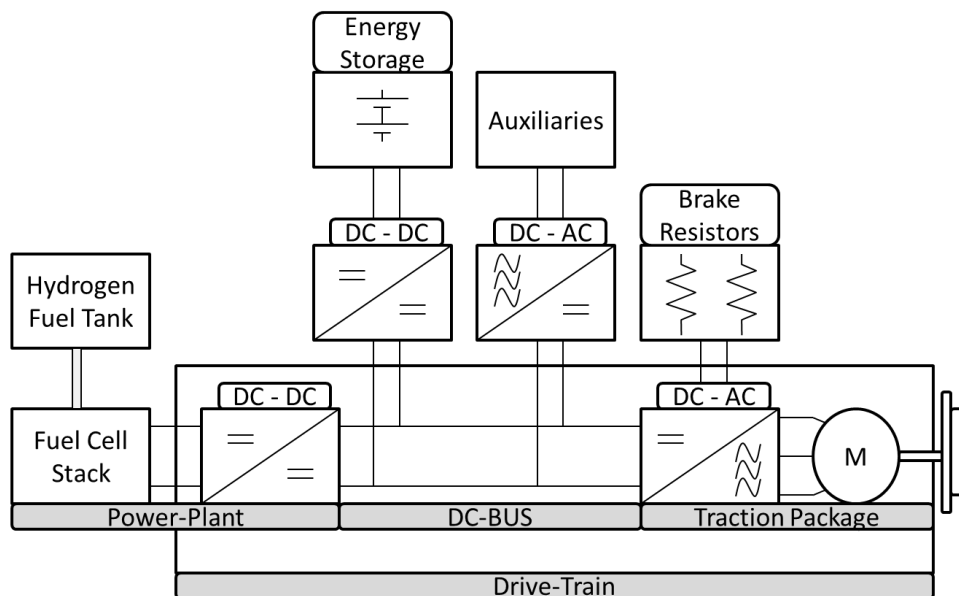 Energy
Storage
Auxiliaries
Brake
Resistors
DC - DC
DC - AC
Hydrogen
Fuel Tank
DC - DC
DC - AC
Fuel Cell
Stack
M
Power-Plant
DC-BUS
Traction Package
Drive-Train